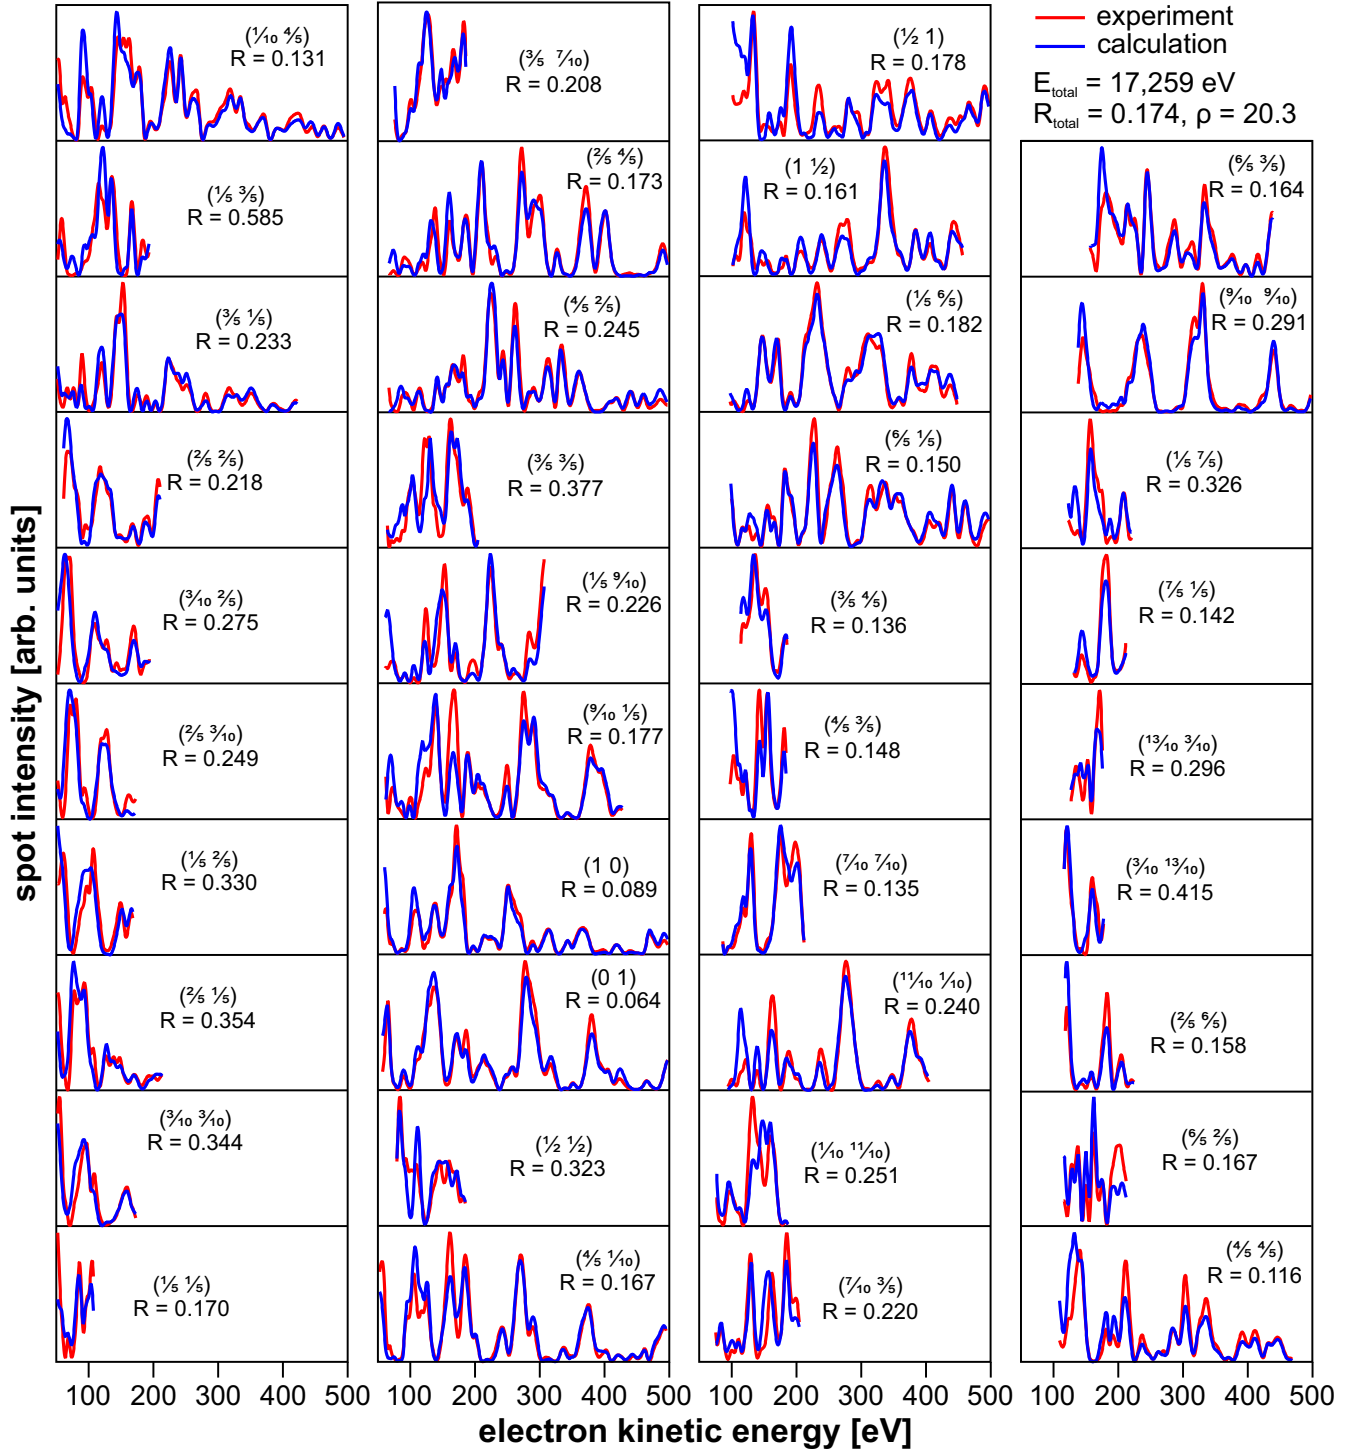 experiment
calculation
E_total = 17,259 eV
R_total = 0.174, ρ = 20.3
spot intensity [arb. units]
(⅒ ⅘)
R = 0.131
(⅕ ⅗)
R = 0.585
(⅗ ⅕)
R = 0.233
(⅖ ⅖)
R = 0.218
(³⁄₁₀ ⅖)
R = 0.275
(⅖ ³⁄₁₀)
R = 0.249
(⅕ ⅖)
R = 0.330
(⅖ ⅕)
R = 0.354
(³⁄₁₀ ³⁄₁₀)
R = 0.344
(⅕ ⅕)
R = 0.170
100 200 300 400 500
(⅗ ⁷⁄₁₀)
R = 0.208
(⅖ ⅘)
R = 0.173
(⅘ ⅖)
R = 0.245
(⅗ ⅗)
R = 0.377
(⅕ ⁹⁄₁₀)
R = 0.226
(⁹⁄₁₀ ⅕)
R = 0.177
(1 0)
R = 0.089
(0 1)
R = 0.064
(½ ½)
R = 0.323
(⅘ ⅒)
R = 0.167
100 200 300 400 500
(½ 1)
R = 0.178
(1 ½)
R = 0.161
(⅕ ⁶⁄₅)
R = 0.182
(⁶⁄₅ ⅕)
R = 0.150
(⅗ ⅘)
R = 0.136
(⅘ ⅗)
R = 0.148
(⁷⁄₁₀ ⁷⁄₁₀)
R = 0.135
(¹¹⁄₁₀ ⅒)
R = 0.240
(⅒ ¹¹⁄₁₀)
R = 0.251
(⁷⁄₁₀ ⅗)
R = 0.220
100 200 300 400 500
(⁶⁄₅ ⅗)
R = 0.164
(⁹⁄₁₀ ⁹⁄₁₀)
R = 0.291
(⅕ ⁷⁄₅)
R = 0.326
(⁷⁄₅ ⅕)
R = 0.142
(¹³⁄₁₀ ³⁄₁₀)
R = 0.296
(³⁄₁₀ ¹³⁄₁₀)
R = 0.415
(⅖ ⁶⁄₅)
R = 0.158
(⁶⁄₅ ⅖)
R = 0.167
(⅘ ⅘)
R = 0.116
100 200 300 400 500
electron kinetic energy [eV]